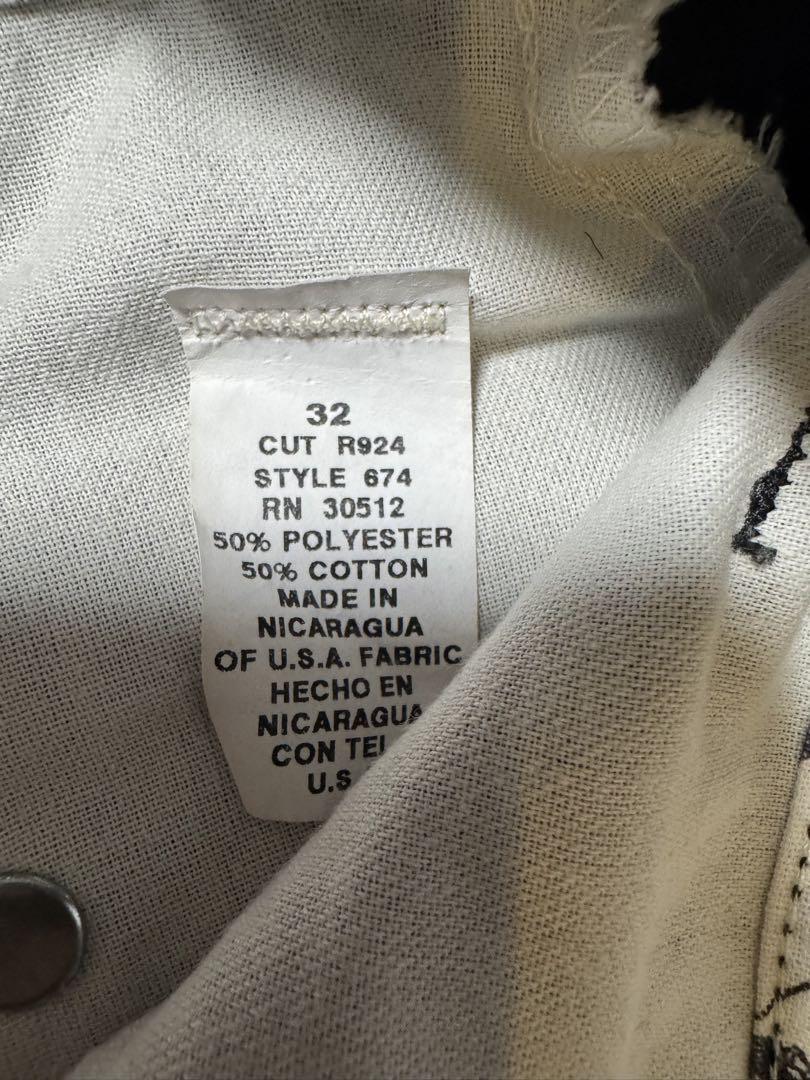 32
CUT R924
STYLE 674
RN 30512
50% POLYESTER
50% COTTON
MADE IN
NICARAGUA
OF U.S.A. FABRIC
HECHO EN
NICARAGUA
CON
U.S